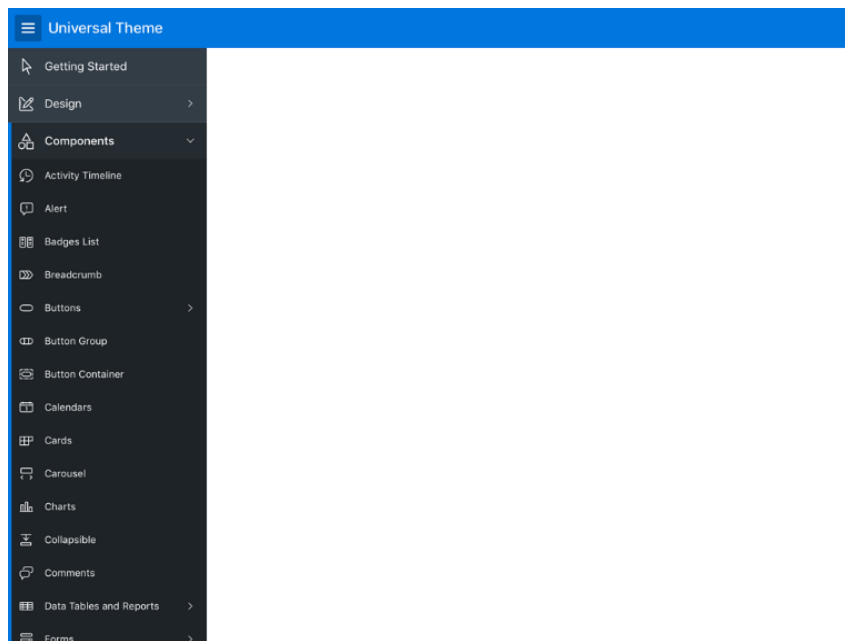 Universal Theme
Getting Started
Design
Components
Activity Timeline
Alert
Badges List
Breadcrumb
Buttons
Button Group
Button Container
Calendars
Cards
Carousel
Charts
Collapsible
Comments
Data Tables and Reports
Forms